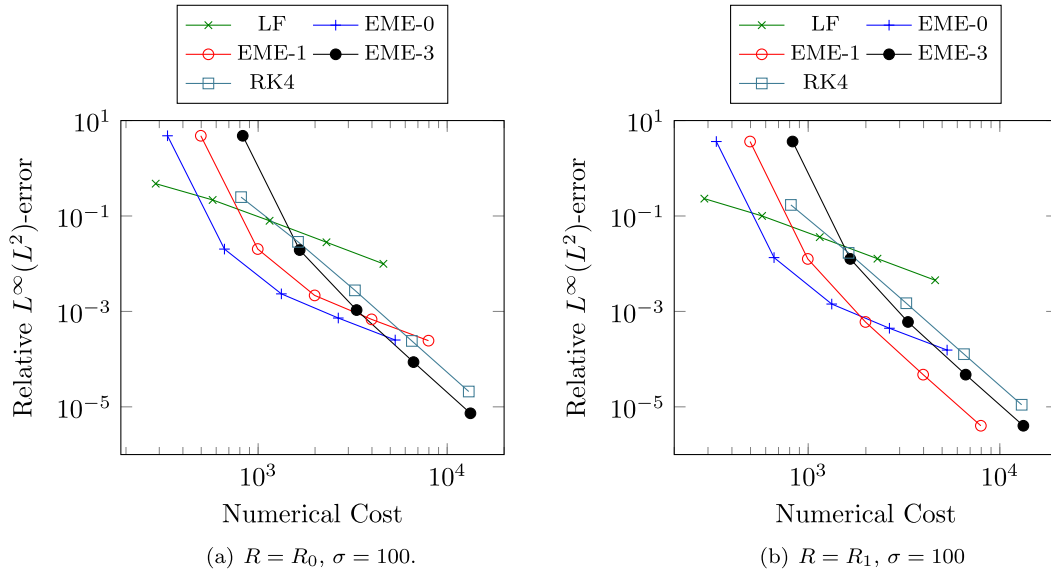 LF EME-0
EME-1 EME-3
RK4
10^1
10^−1
10^−3
10^−5
Relative L^∞(L^2)-error
10^3 10^4
Numerical Cost
(a) R = R_0, σ = 100.
LF EME-0
EME-1 EME-3
RK4
10^1
10^−1
10^−3
10^−5
Relative L^∞(L^2)-error
10^3 10^4
Numerical Cost
(b) R = R_1, σ = 100